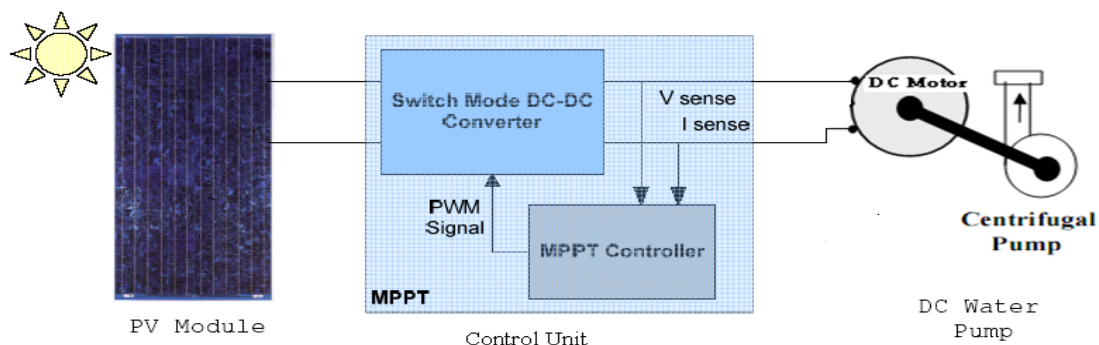 Switch Mode DC-DC
Converter
V sense
I sense
PWM
Signal
MPPT Controller
MPPT
DC Motor
Centrifugal
Pump
PV Module
Control Unit
DC Water
Pump